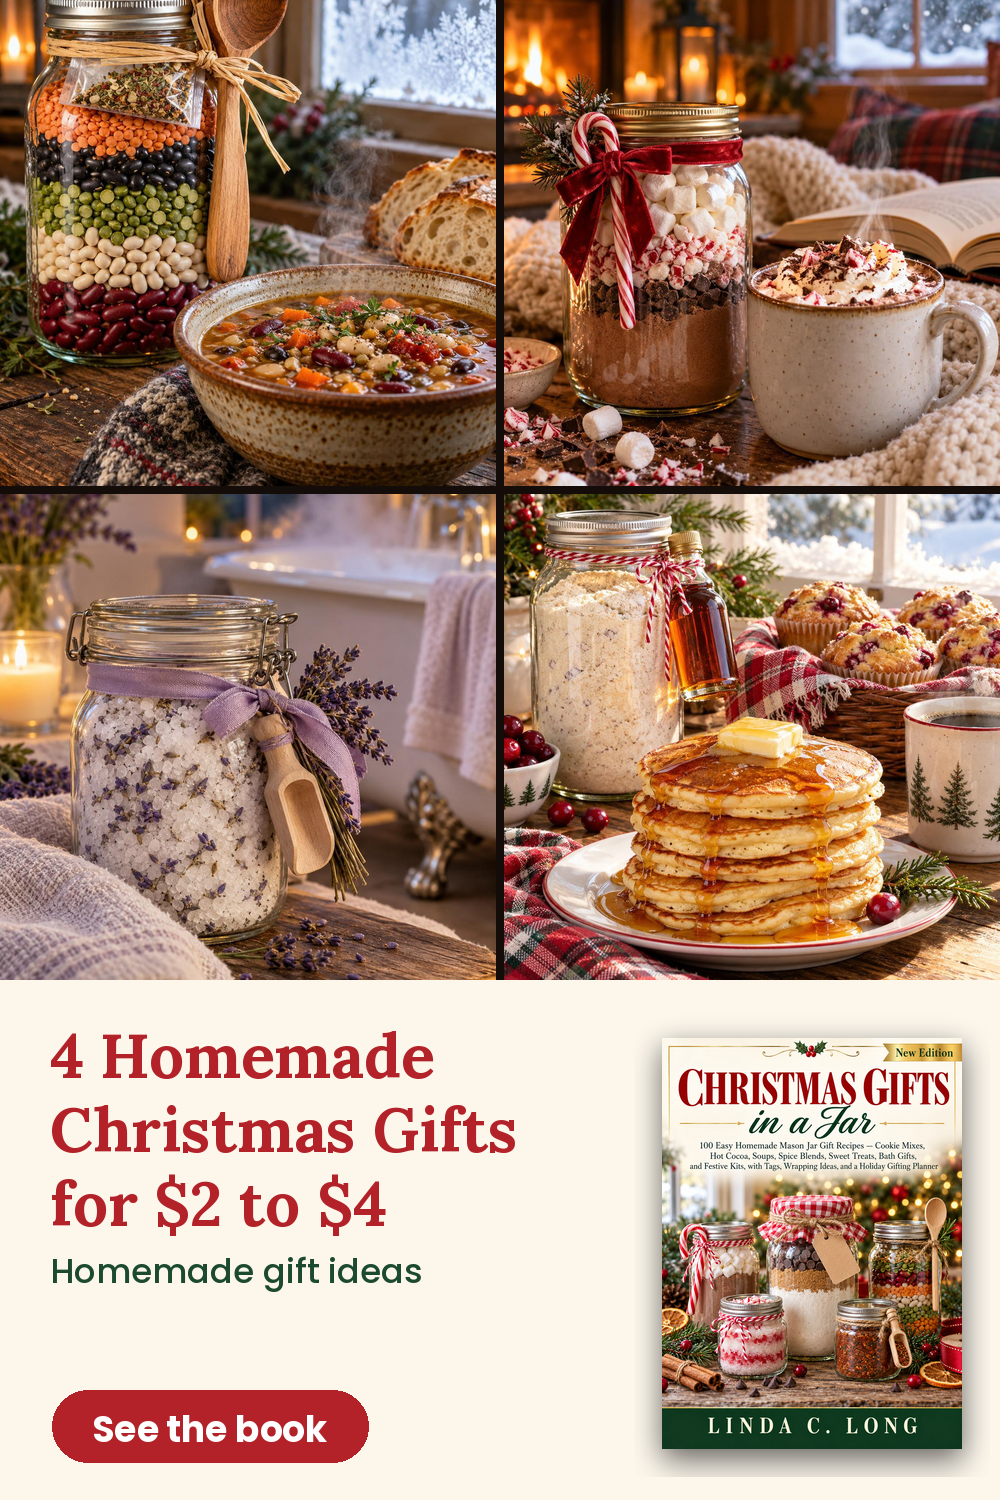 4 Homemade
Christmas Gifts
for $2 to $4
Homemade gift ideas
See the book
New Edition
CHRISTMAS GIFTS
in a Jar
100 Easy Homemade Mason Jar Gift Recipes — Cookie Mixes,
Hot Cocoa, Soups, Spice Blends, Sweet Treats, Bath Gifts,
and Festive Kits, with Tags, Wrapping Ideas, and a Holiday Gifting Planner
LINDA C. LONG